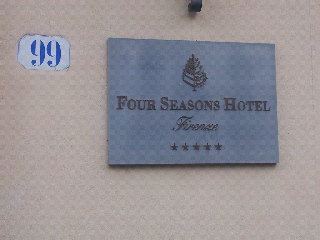 99
FOUR SEASONS HOTEL
Firenze
★★★★★